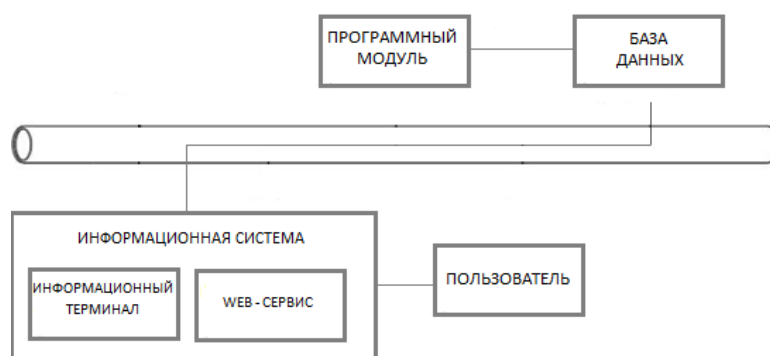 ПРОГРАММНЫЙ
МОДУЛЬ
БАЗА
ДАННЫХ
ИНФОРМАЦИОННАЯ СИСТЕМА
ИНФОРМАЦИОННЫЙ
ТЕРМИНАЛ
WEB - СЕРВИС
ПОЛЬЗОВАТЕЛЬ